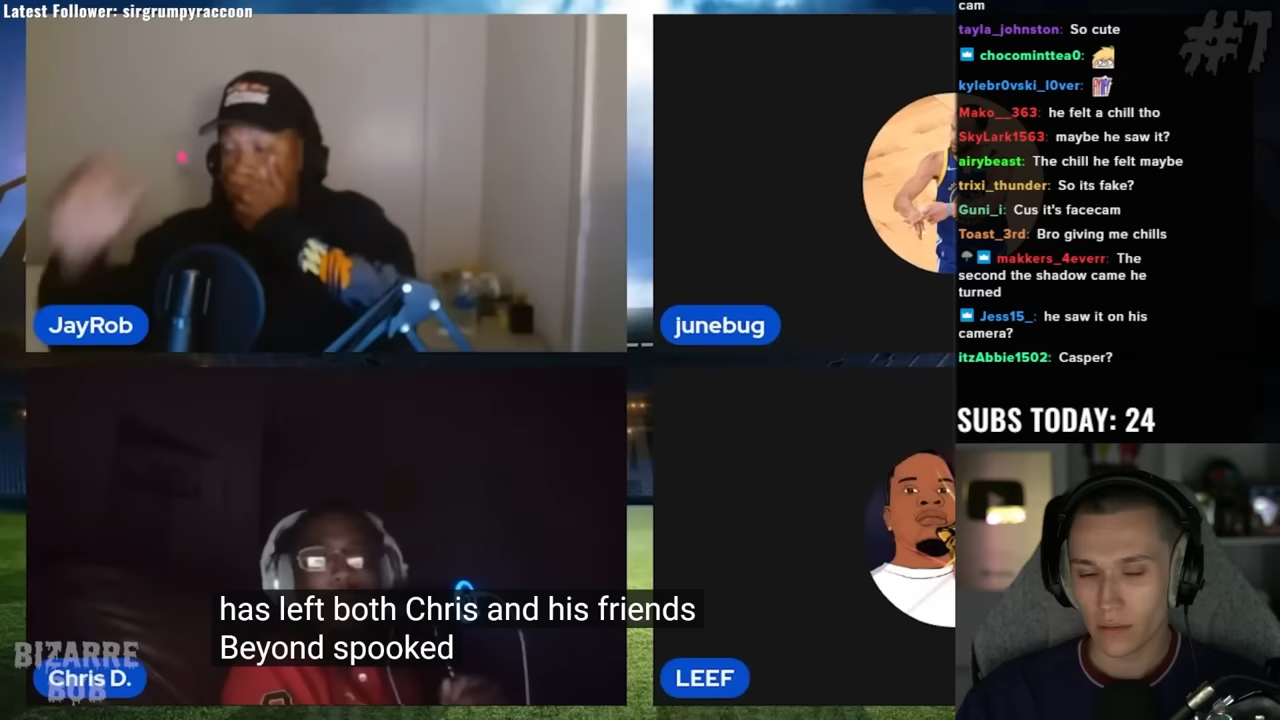 Latest Follower: sirgrumpyraccoon
#7
cam
tayla_johnston: So cute
chocominttea0:
kylebr0vski_l0ver:
Mako__363: he felt a chill tho
SkyLark1563: maybe he saw it?
airybeast: The chill he felt maybe
trixi_thunder: So its fake?
Guni_i: Cus it's facecam
Toast_3rd: Bro giving me chills
makkers_4everr: The
second the shadow came he
turned
Jess15_: he saw it on his
camera?
itzAbbie1502: Casper?
JayRob
junebug
SUBS TODAY: 24
has left both Chris and his friends
Beyond spooked
BIZARRE
BUB
Chris D.
LEEF